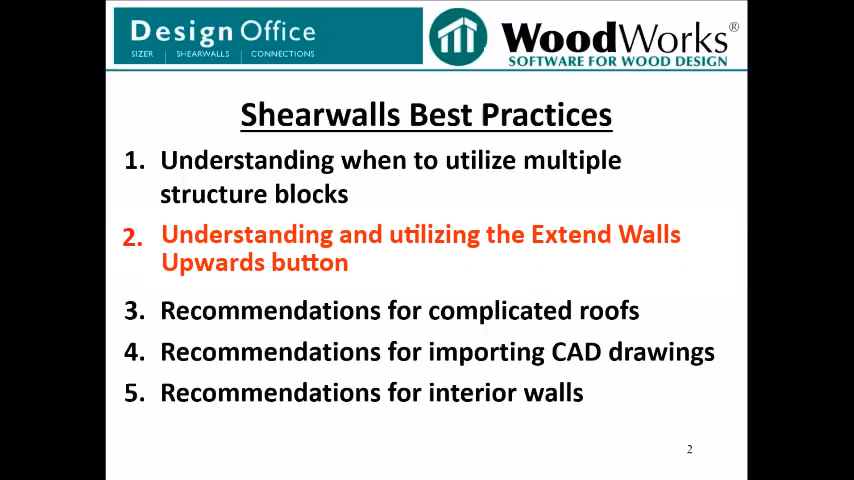 Design Office
SIZER | SHEARWALLS | CONNECTIONS
WoodWorks®
SOFTWARE FOR WOOD DESIGN
Shearwalls Best Practices
1. Understanding when to utilize multiple
structure blocks
2. Understanding and utilizing the Extend Walls
Upwards button
3. Recommendations for complicated roofs
4. Recommendations for importing CAD drawings
5. Recommendations for interior walls
2